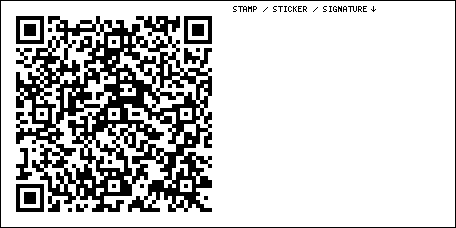 STAMP / STICKER / SIGNATURE ↓